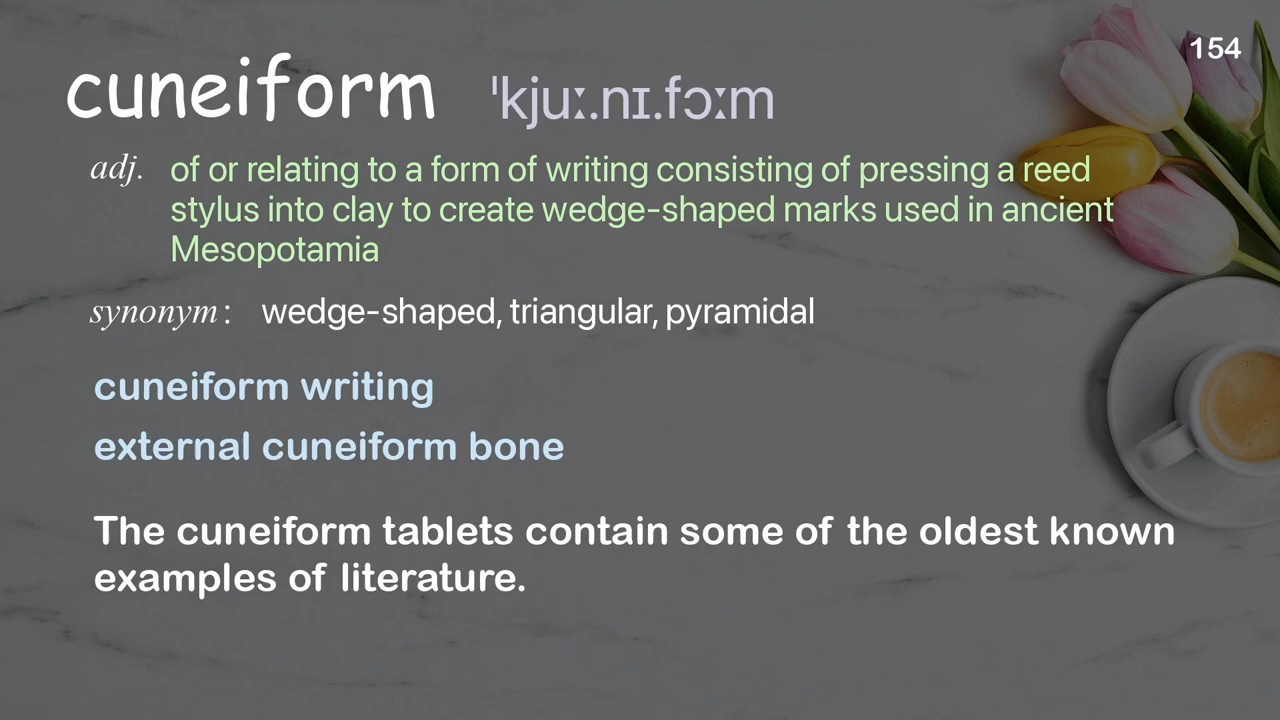 154
cuneiform ˈkjuː.nɪ.fɔːm
adj. of or relating to a form of writing consisting of pressing a reed
stylus into clay to create wedge-shaped marks used in ancient
Mesopotamia
synonym: wedge-shaped, triangular, pyramidal
cuneiform writing
external cuneiform bone
The cuneiform tablets contain some of the oldest known
examples of literature.